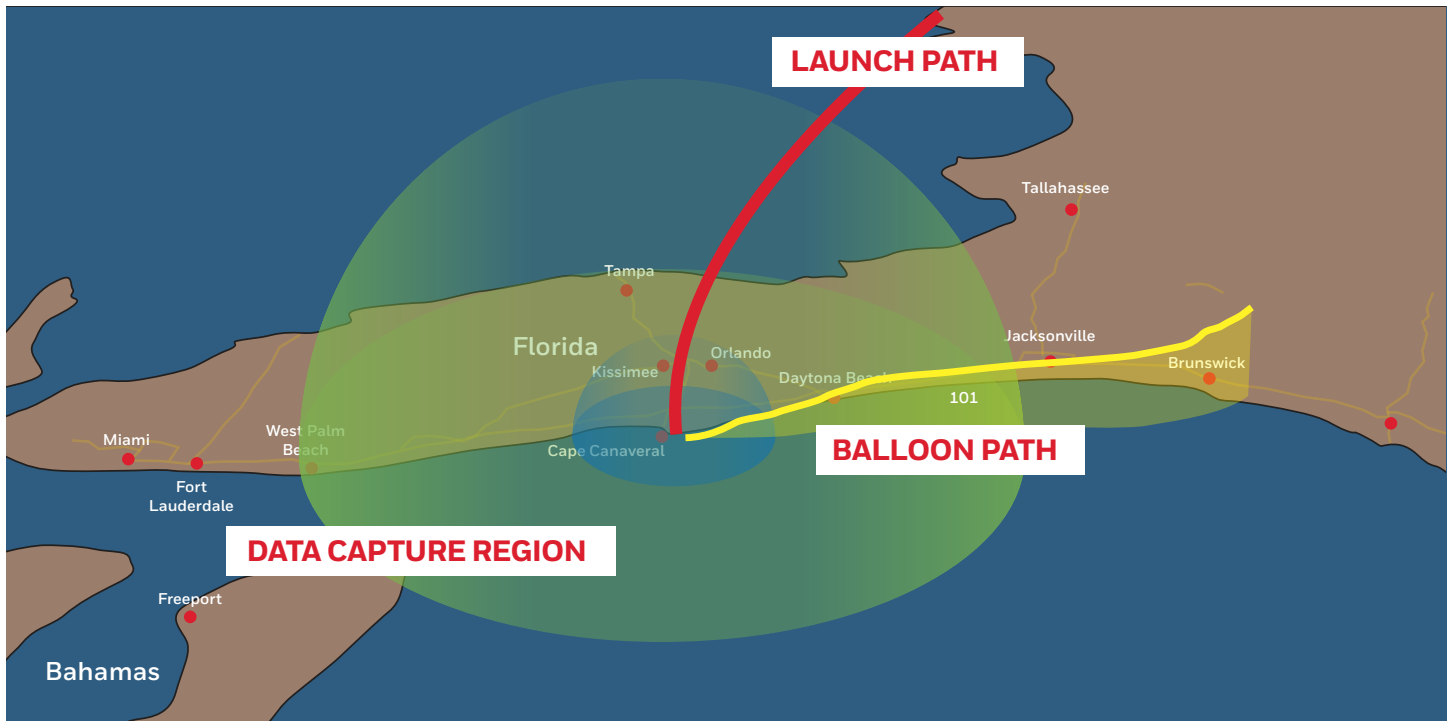 LAUNCH PATH
Tallahassee
Tampa
Jacksonville
Florida
Orlando
Brunswick
Kissimee
Daytona Beach
101
Miami
West Palm
Beach
Cape Canaveral
BALLOON PATH
Fort
Lauderdale
DATA CAPTURE REGION
Freeport
Bahamas